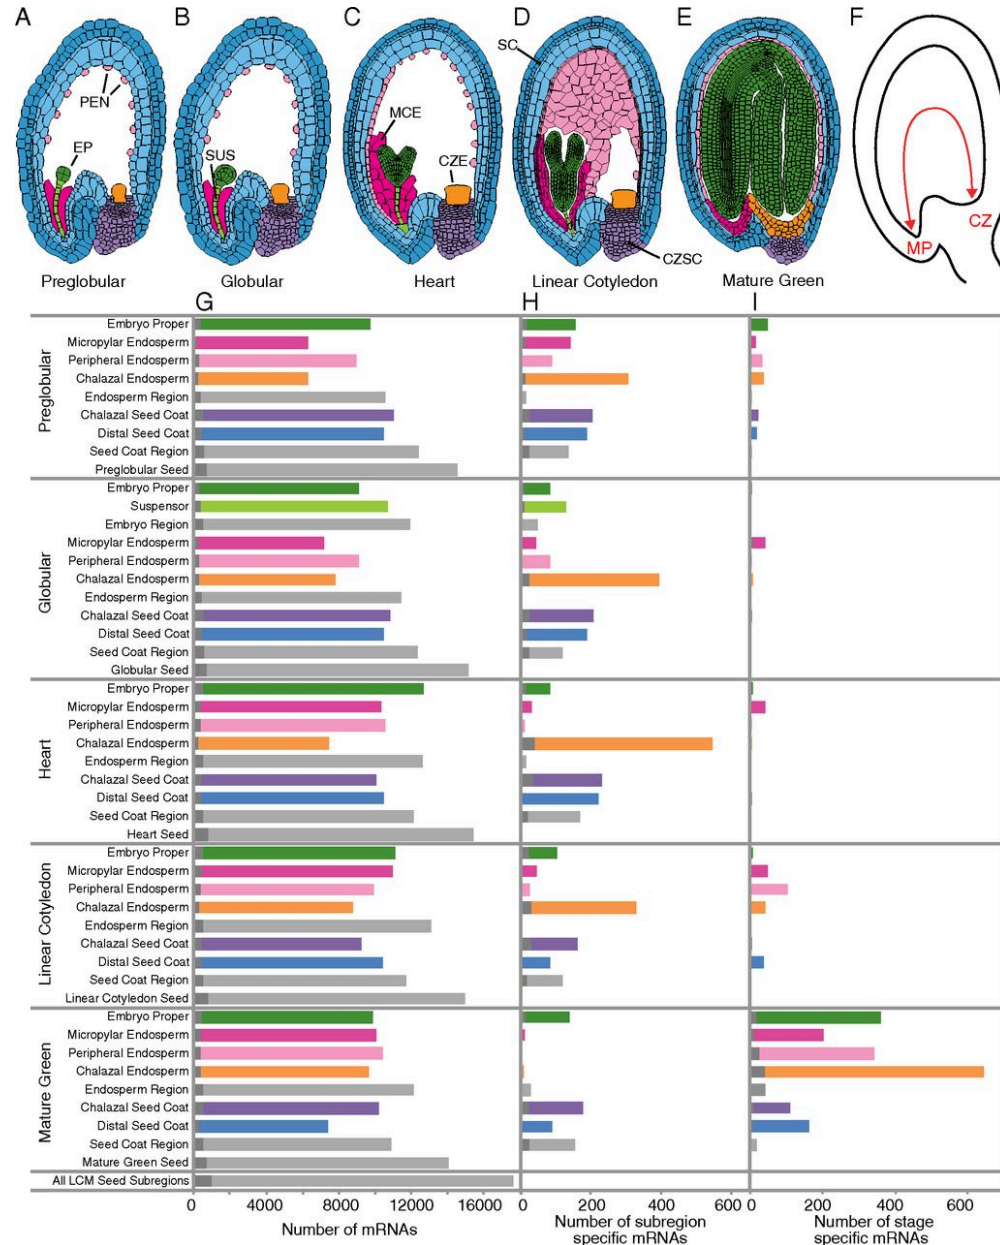 A B C D E F
SC
PEN
MCE
EP
SUS
CZE
CZSC
MP
CZ
Preglobular Globular Heart Linear Cotyledon Mature Green
G H I
Preglobular
Embryo Proper
Micropylar Endosperm
Peripheral Endosperm
Chalazal Endosperm
Endosperm Region
Chalazal Seed Coat
Distal Seed Coat
Seed Coat Region
Preglobular Seed
Globular
Embryo Proper
Suspensor
Embryo Region
Micropylar Endosperm
Peripheral Endosperm
Chalazal Endosperm
Endosperm Region
Chalazal Seed Coat
Distal Seed Coat
Seed Coat Region
Globular Seed
Heart
Embryo Proper
Micropylar Endosperm
Peripheral Endosperm
Chalazal Endosperm
Endosperm Region
Chalazal Seed Coat
Distal Seed Coat
Seed Coat Region
Heart Seed
Linear Cotyledon
Embryo Proper
Micropylar Endosperm
Peripheral Endosperm
Chalazal Endosperm
Endosperm Region
Chalazal Seed Coat
Distal Seed Coat
Seed Coat Region
Linear Cotyledon Seed
Mature Green
Embryo Proper
Micropylar Endosperm
Peripheral Endosperm
Chalazal Endosperm
Endosperm Region
Chalazal Seed Coat
Distal Seed Coat
Seed Coat Region
Mature Green Seed
All LCM Seed Subregions
0 4000 8000 12000 16000 0 200 400 600 0 200 400 600
Number of mRNAs
Number of subregion
specific mRNAs
Number of stage
specific mRNAs